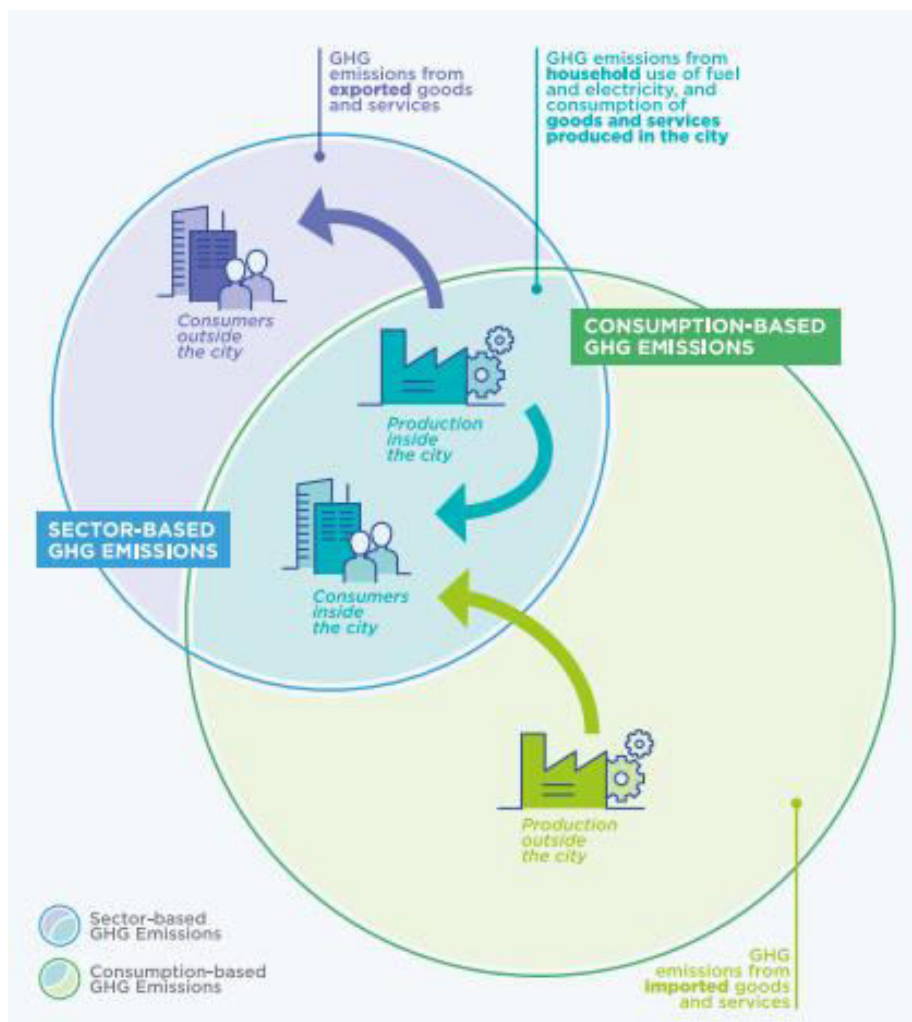 GHG
emissions from
exported goods
and services
GHG emissions from
household use of fuel
and electricity, and
consumption of
goods and services
produced in the city
Consumers
outside
the city
CONSUMPTION-BASED
GHG EMISSIONS
Production
inside
the city
SECTOR-BASED
GHG EMISSIONS
Consumers
inside
the city
Production
outside
the city
Sector-based
GHG Emissions
Consumption-based
GHG Emissions
GHG
emissions from
imported goods
and services